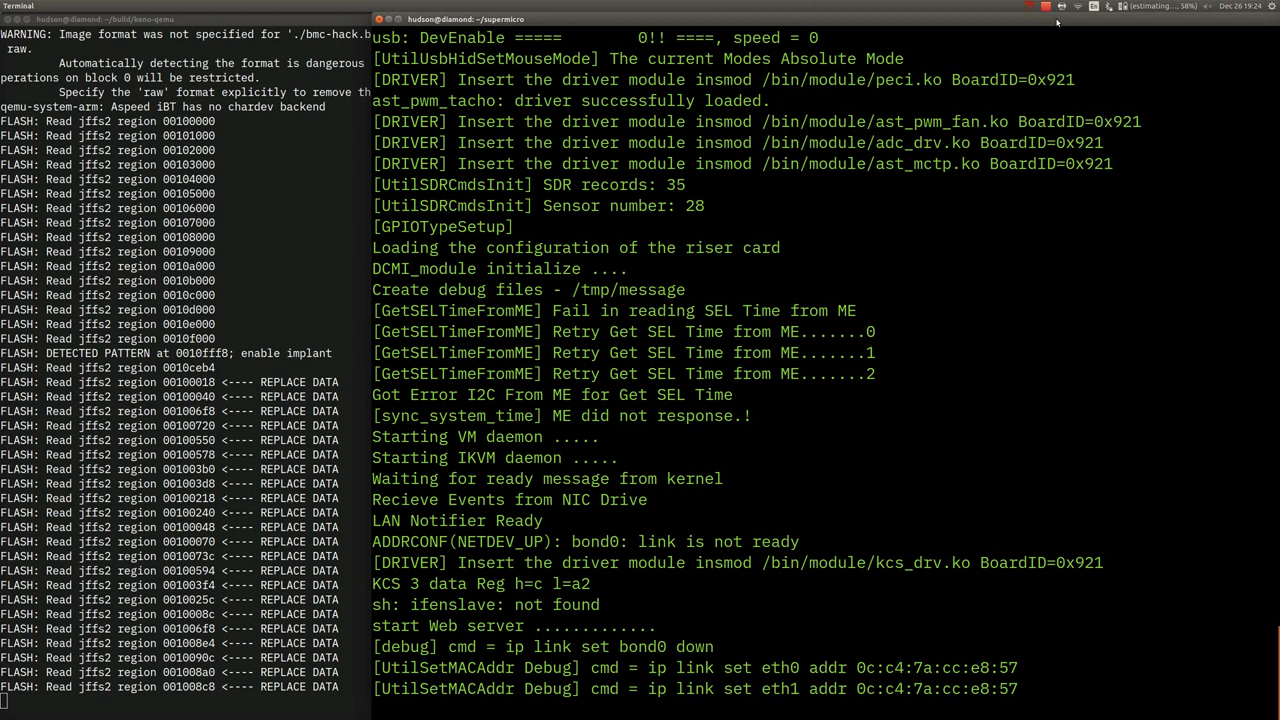 Terminal
En
(estimating..., 58%)
Dec 26 19:24
hudson@diamond: ~/build/keno-qemu
WARNING: Image format was not specified for './bmc-hack.b
raw.
Automatically detecting the format is dangerous
perations on block 0 will be restricted.
Specify the 'raw' format explicitly to remove th
qemu-system-arm: Aspeed iBT has no chardev backend
FLASH: Read jffs2 region 00100000
FLASH: Read jffs2 region 00101000
FLASH: Read jffs2 region 00102000
FLASH: Read jffs2 region 00103000
FLASH: Read jffs2 region 00104000
FLASH: Read jffs2 region 00105000
FLASH: Read jffs2 region 00106000
FLASH: Read jffs2 region 00107000
FLASH: Read jffs2 region 00108000
FLASH: Read jffs2 region 00109000
FLASH: Read jffs2 region 0010a000
FLASH: Read jffs2 region 0010b000
FLASH: Read jffs2 region 0010c000
FLASH: Read jffs2 region 0010d000
FLASH: Read jffs2 region 0010e000
FLASH: Read jffs2 region 0010f000
FLASH: DETECTED PATTERN at 0010fff8; enable implant
FLASH: Read jffs2 region 0010ceb4
FLASH: Read jffs2 region 00100018 <---- REPLACE DATA
FLASH: Read jffs2 region 00100040 <---- REPLACE DATA
FLASH: Read jffs2 region 001006f8 <---- REPLACE DATA
FLASH: Read jffs2 region 00100720 <---- REPLACE DATA
FLASH: Read jffs2 region 00100550 <---- REPLACE DATA
FLASH: Read jffs2 region 00100578 <---- REPLACE DATA
FLASH: Read jffs2 region 001003b0 <---- REPLACE DATA
FLASH: Read jffs2 region 001003d8 <---- REPLACE DATA
FLASH: Read jffs2 region 00100218 <---- REPLACE DATA
FLASH: Read jffs2 region 00100240 <---- REPLACE DATA
FLASH: Read jffs2 region 00100048 <---- REPLACE DATA
FLASH: Read jffs2 region 00100070 <---- REPLACE DATA
FLASH: Read jffs2 region 0010073c <---- REPLACE DATA
FLASH: Read jffs2 region 00100594 <---- REPLACE DATA
FLASH: Read jffs2 region 001003f4 <---- REPLACE DATA
FLASH: Read jffs2 region 0010025c <---- REPLACE DATA
FLASH: Read jffs2 region 0010008c <---- REPLACE DATA
FLASH: Read jffs2 region 001006f8 <---- REPLACE DATA
FLASH: Read jffs2 region 001008e4 <---- REPLACE DATA
FLASH: Read jffs2 region 0010090c <---- REPLACE DATA
FLASH: Read jffs2 region 001008a0 <---- REPLACE DATA
FLASH: Read jffs2 region 001008c8 <---- REPLACE DATA
hudson@diamond: ~/supermicro
usb: DevEnable ===== 0!! ====, speed = 0
[UtilUsbHidSetMouseMode] The current Modes Absolute Mode
[DRIVER] Insert the driver module insmod /bin/module/peci.ko BoardID=0x921
ast_pwm_tacho: driver successfully loaded.
[DRIVER] Insert the driver module insmod /bin/module/ast_pwm_fan.ko BoardID=0x921
[DRIVER] Insert the driver module insmod /bin/module/adc_drv.ko BoardID=0x921
[DRIVER] Insert the driver module insmod /bin/module/ast_mctp.ko BoardID=0x921
[UtilSDRCmdsInit] SDR records: 35
[UtilSDRCmdsInit] Sensor number: 28
[GPIOTypeSetup]
Loading the configuration of the riser card
DCMI_module initialize ....
Create debug files - /tmp/message
[GetSELTimeFromME] Fail in reading SEL Time from ME
[GetSELTimeFromME] Retry Get SEL Time from ME.......0
[GetSELTimeFromME] Retry Get SEL Time from ME.......1
[GetSELTimeFromME] Retry Get SEL Time from ME.......2
Got Error I2C From ME for Get SEL Time
[sync_system_time] ME did not response.!
Starting VM daemon .....
Starting IKVM daemon .....
Waiting for ready message from kernel
Recieve Events from NIC Drive
LAN Notifier Ready
ADDRCONF(NETDEV_UP): bond0: link is not ready
[DRIVER] Insert the driver module insmod /bin/module/kcs_drv.ko BoardID=0x921
KCS 3 data Reg h=c l=a2
sh: ifenslave: not found
start Web server .............
[debug] cmd = ip link set bond0 down
[UtilSetMACAddr Debug] cmd = ip link set eth0 addr 0c:c4:7a:cc:e8:57
[UtilSetMACAddr Debug] cmd = ip link set eth1 addr 0c:c4:7a:cc:e8:57